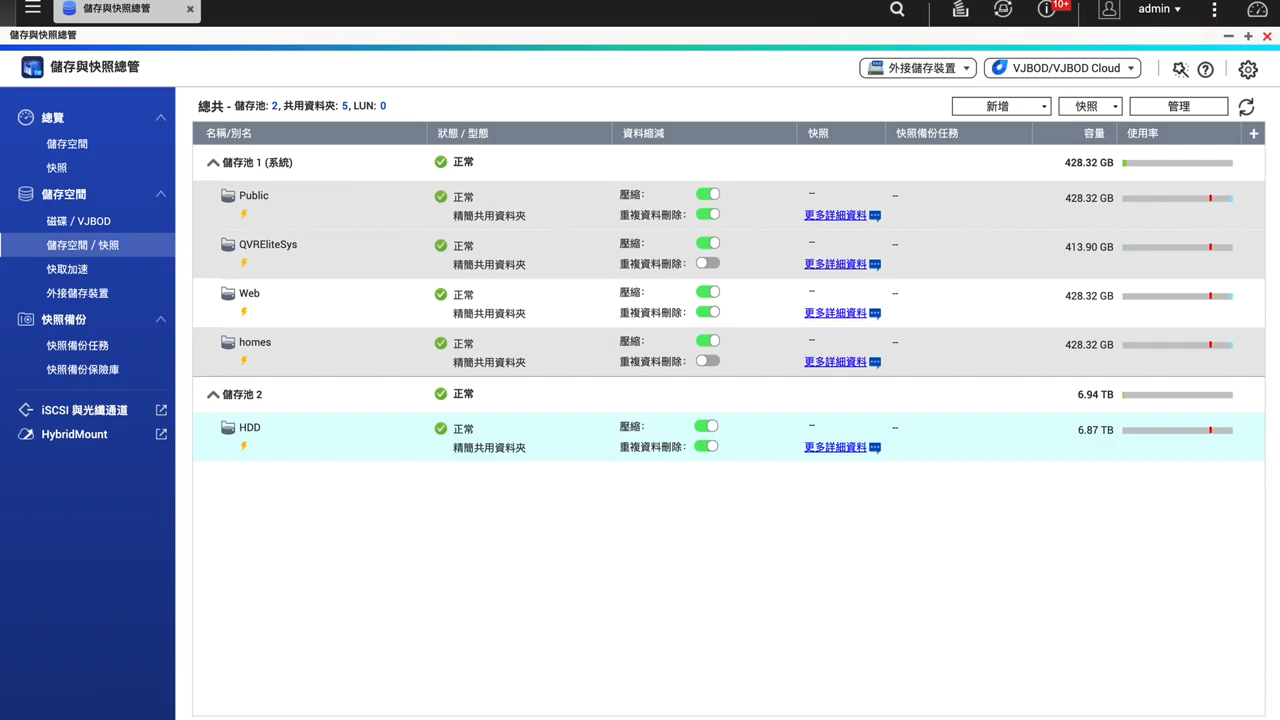 儲存與快照總管
10+
admin
儲存與快照總管
儲存與快照總管
外接儲存裝置
VJBOD/VJBOD Cloud
總覽
儲存空間
快照
儲存空間
磁碟 / VJBOD
儲存空間 / 快照
快取加速
外接儲存裝置
快照備份
快照備份任務
快照備份保險庫
iSCSI 與光纖通道
HybridMount
總共 - 儲存池: 2, 共用資料夾: 5, LUN: 0
新增
快照
管理
名稱/別名 狀態 / 型態 資料縮減 快照 快照備份任務 容量 使用率
儲存池 1 (系統) 正常 428.32 GB
Public 正常 壓縮: -- -- 428.32 GB
精簡共用資料夾 重複資料刪除: 更多詳細資料
QVREliteSys 正常 壓縮: -- -- 413.90 GB
精簡共用資料夾 重複資料刪除: 更多詳細資料
Web 正常 壓縮: -- -- 428.32 GB
精簡共用資料夾 重複資料刪除: 更多詳細資料
homes 正常 壓縮: -- -- 428.32 GB
精簡共用資料夾 重複資料刪除: 更多詳細資料
儲存池 2 正常 6.94 TB
HDD 正常 壓縮: -- -- 6.87 TB
精簡共用資料夾 重複資料刪除: 更多詳細資料